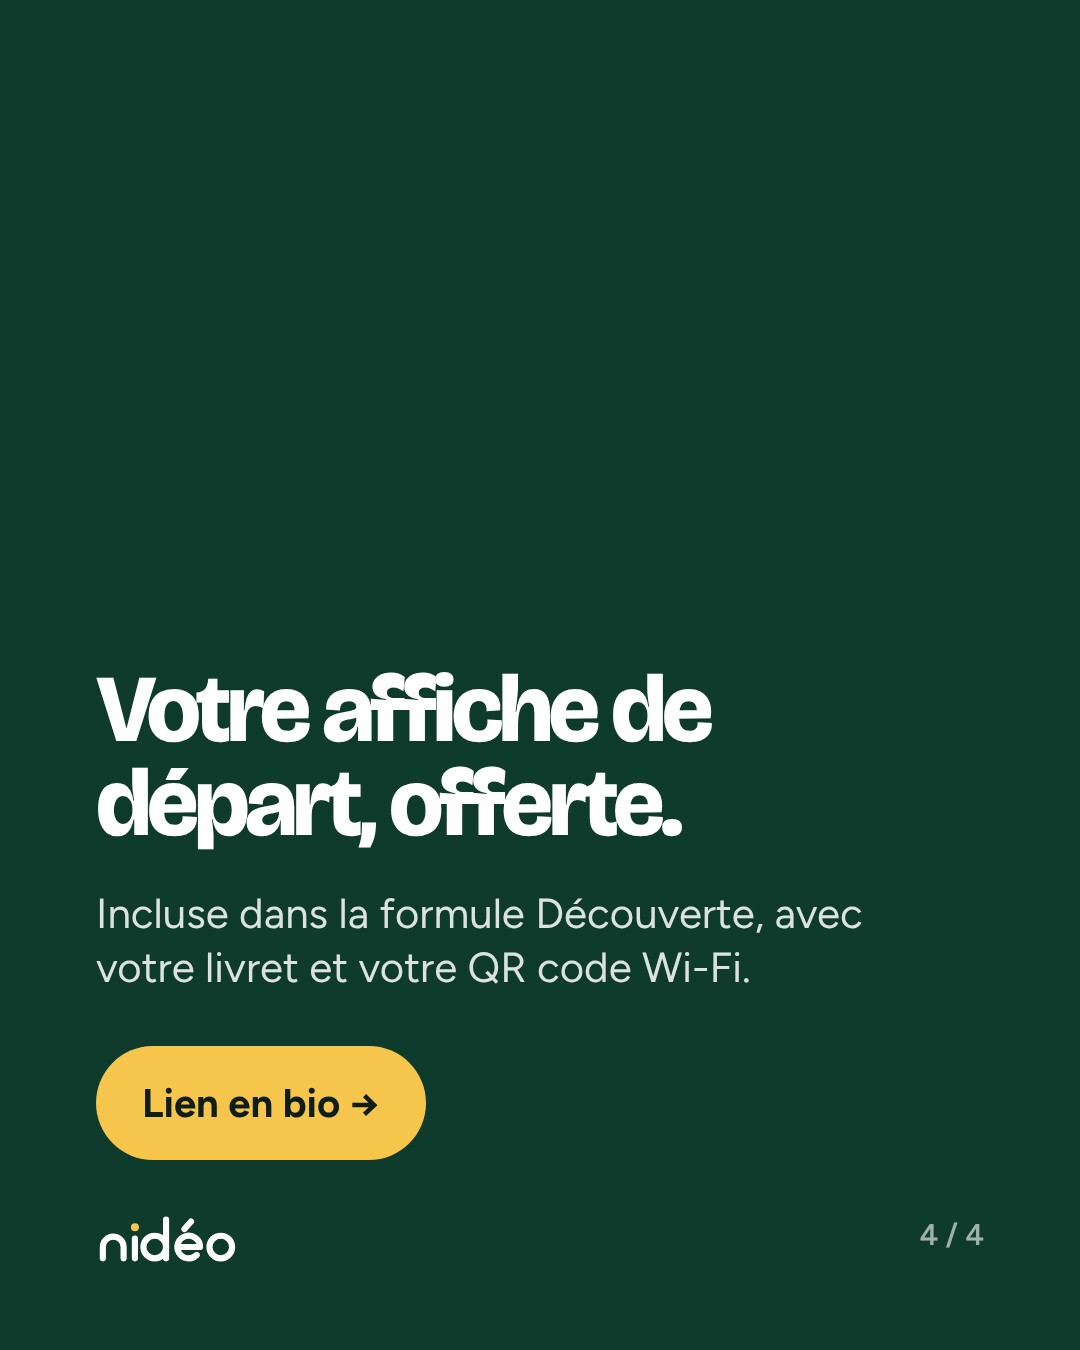 Votre affiche de
départ, offerte.
Incluse dans la formule Découverte, avec
votre livret et votre QR code Wi-Fi.
Lien en bio →
nidéo
4 / 4